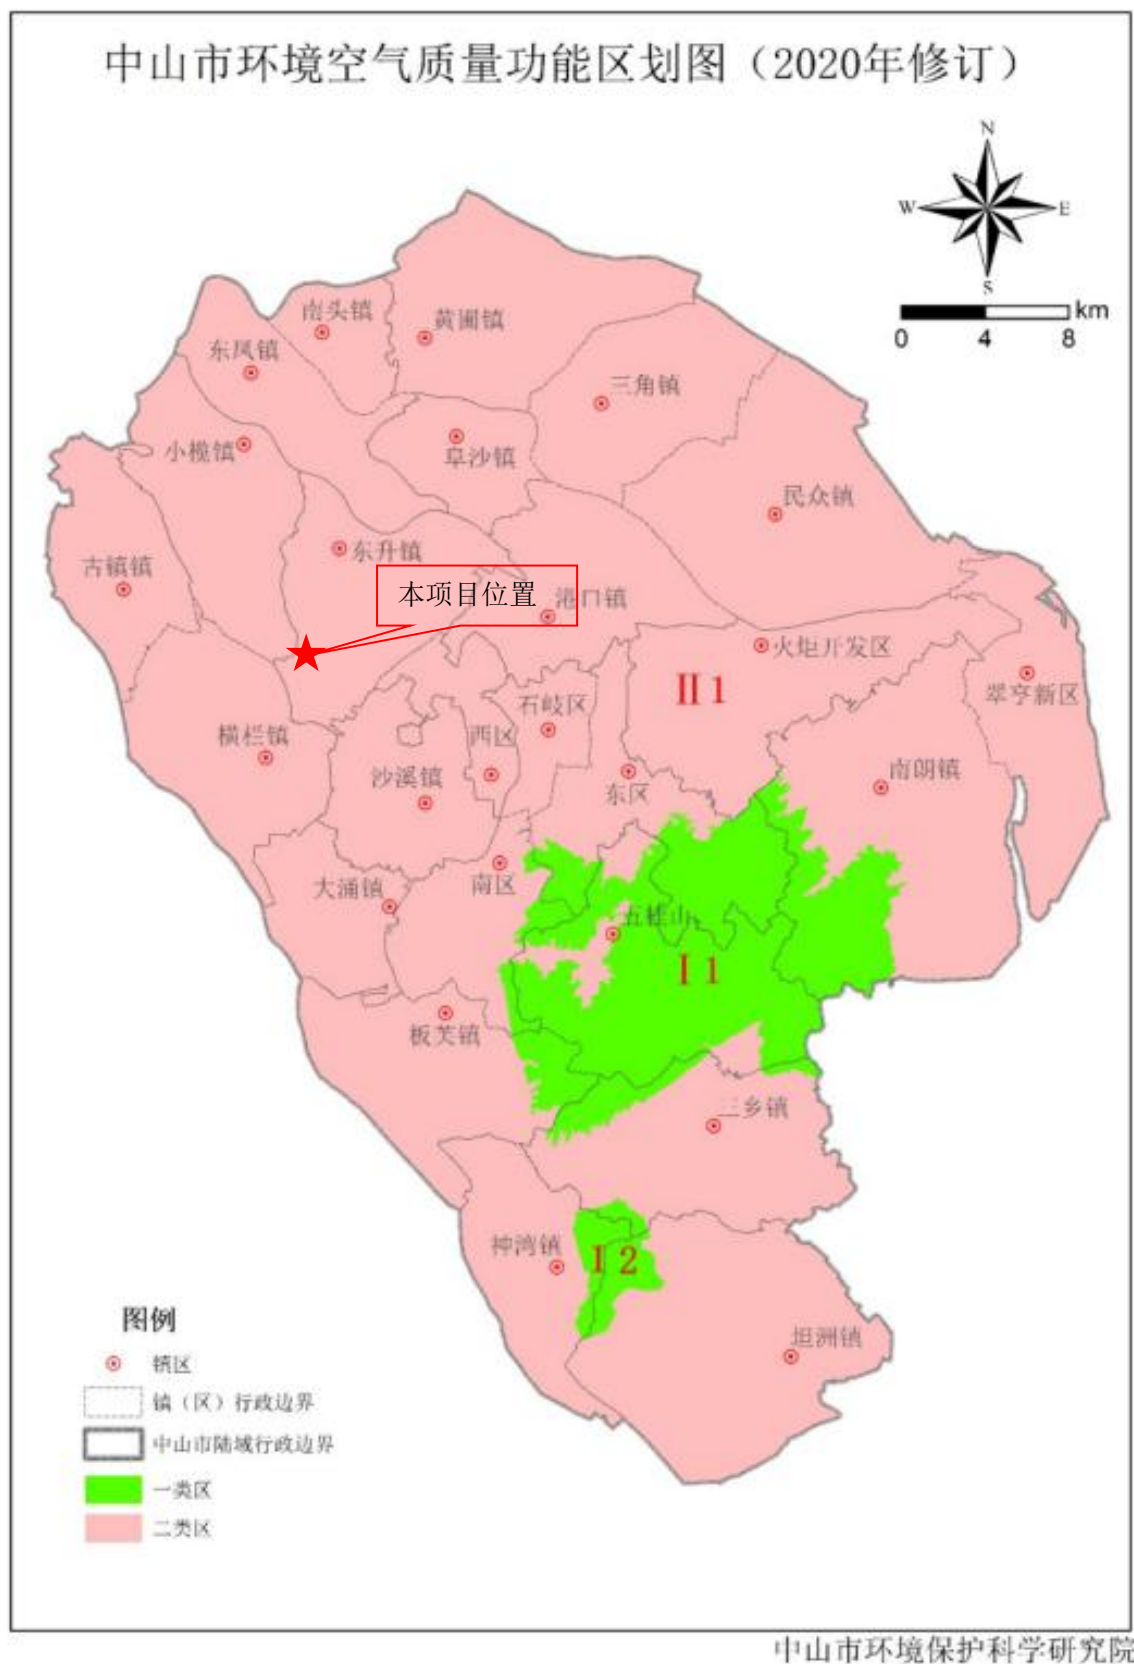 中山市环境空气质量功能区划图（2020年修订）
N
W
E
S
km
0
4
8
南头镇
黄圃镇
东凤镇
三角镇
小榄镇
阜沙镇
民众镇
东升镇
古镇镇
本项目位置
港口镇
火炬开发区
II 1
翠亨新区
石岐区
横栏镇
西区
沙溪镇
东区
南朗镇
大涌镇
南区
五桂山
I 1
板芙镇
三乡镇
神湾镇
I 2
坦洲镇
图例
镇区
镇（区）行政边界
中山市陆域行政边界
一类区
二类区
中山市环境保护科学研究院